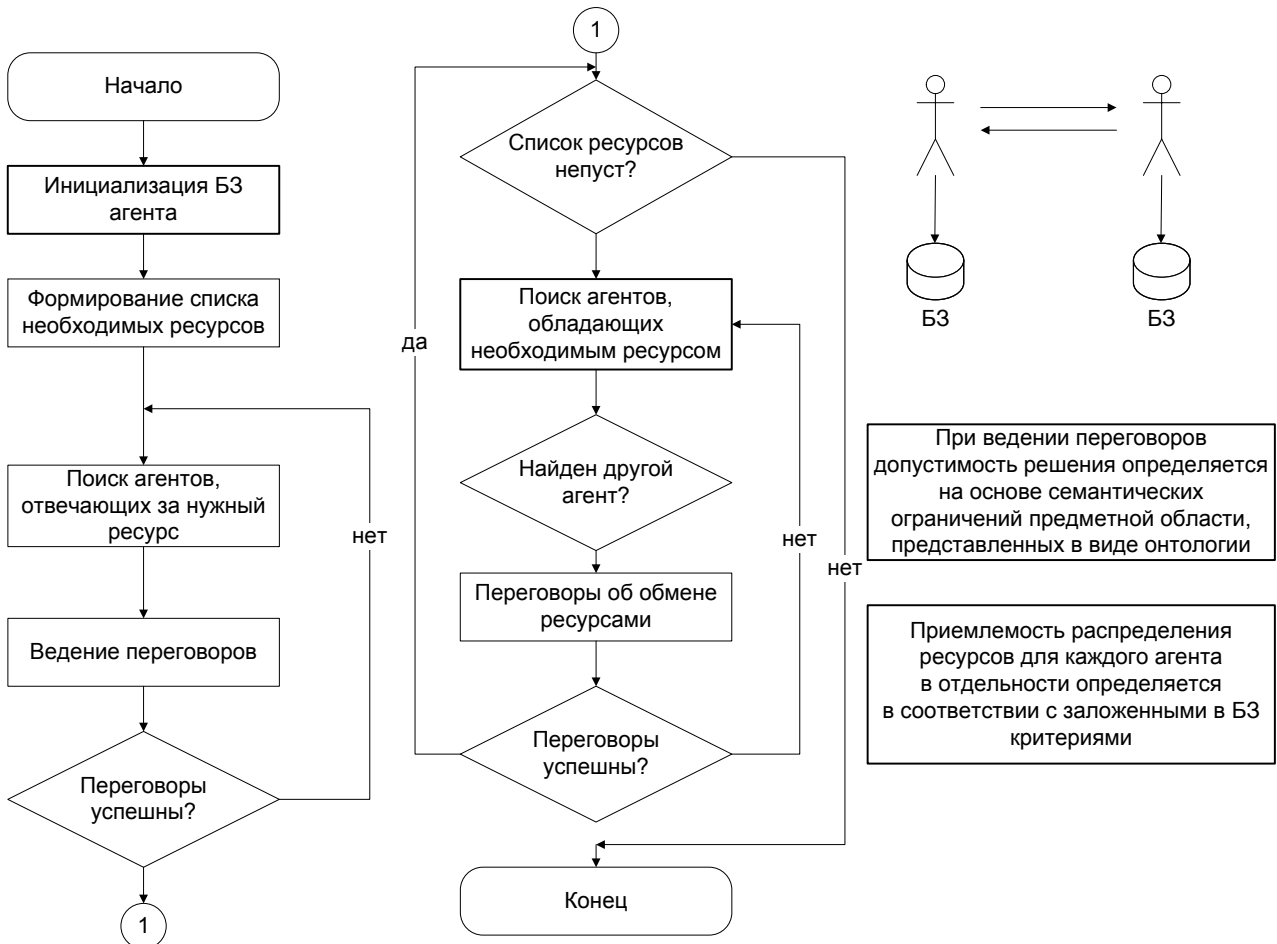 Начало
Инициализация БЗ
агента
Формирование списка
необходимых ресурсов
Поиск агентов,
отвечающих за нужный
ресурс
нет
Ведение переговоров
Переговоры
успешны?
1
1
Список ресурсов
непуст?
Поиск агентов,
обладающих
необходимым ресурсом
да
Найден другой
агент?
нет
нет
Переговоры об обмене
ресурсами
Переговоры
успешны?
Конец
БЗ
БЗ
При ведении переговоров
допустимость решения определяется
на основе семантических
ограничений предметной области,
представленных в виде онтологии
Приемлемость распределения
ресурсов для каждого агента
в отдельности определяется
в соответствии с заложенными в БЗ
критериями